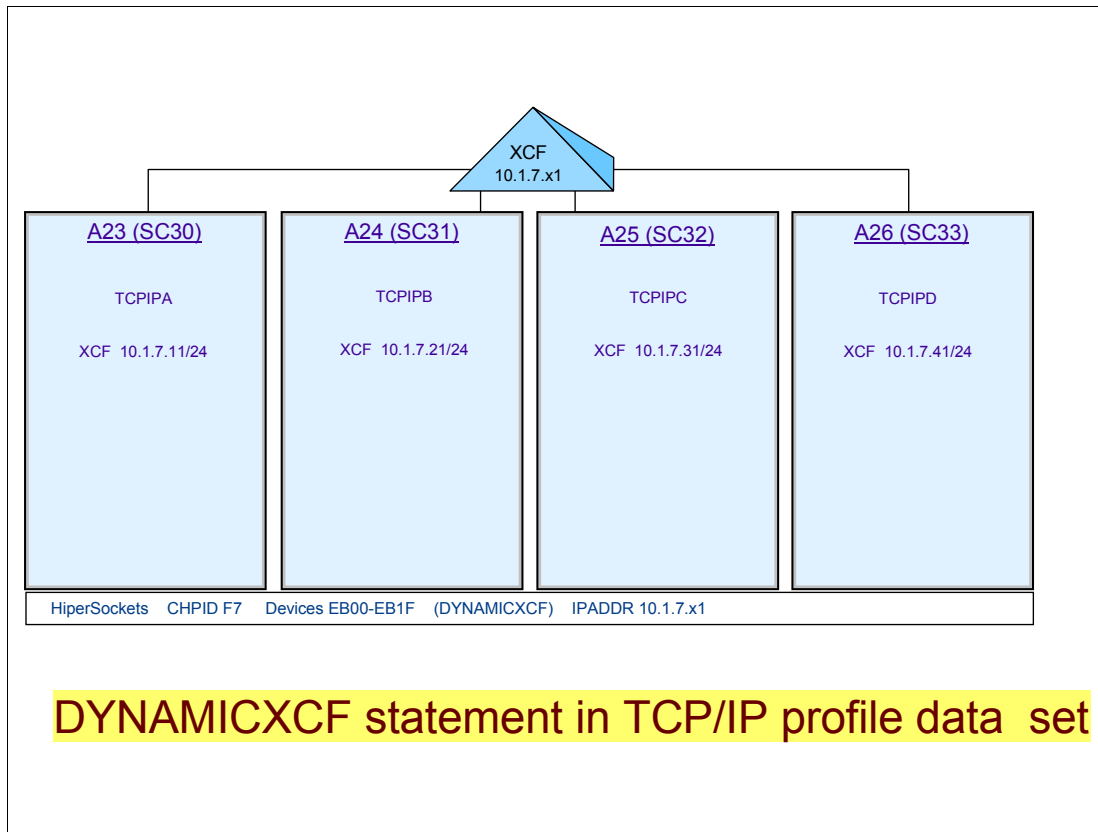 XCF
10.1.7.x1
A23 (SC30)
TCPIPA
XCF 10.1.7.11/24
A24 (SC31)
TCPIPB
XCF 10.1.7.21/24
A25 (SC32)
TCPIPC
XCF 10.1.7.31/24
A26 (SC33)
TCPIPD
XCF 10.1.7.41/24
HiperSockets CHPID F7 Devices EB00-EB1F (DYNAMICXCF) IPADDR 10.1.7.x1
DYNAMICXCF statement in TCP/IP profile data set